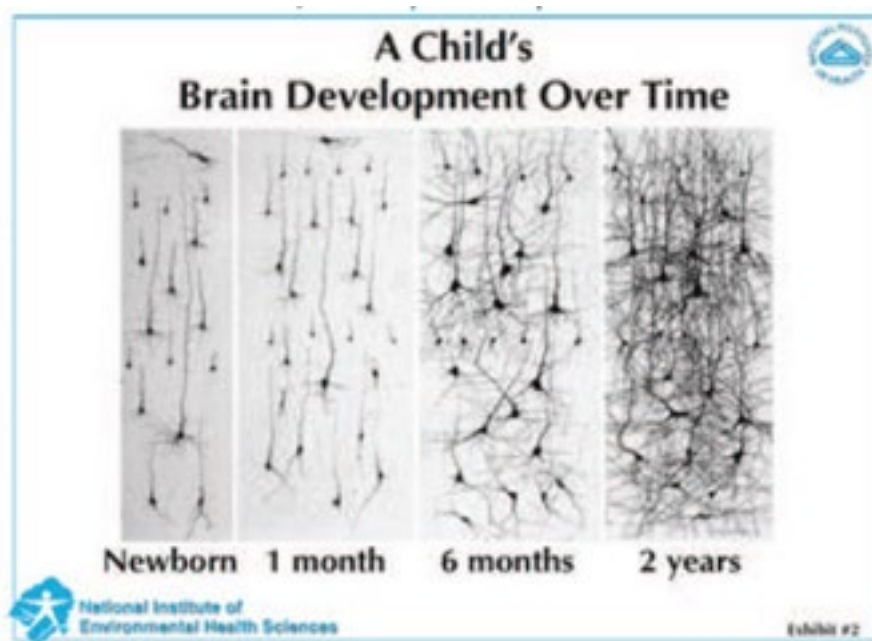 A Child's
Brain Development Over Time
Newborn
1 month
6 months
2 years
National Institute of
Environmental Health Sciences
Exhibit #2